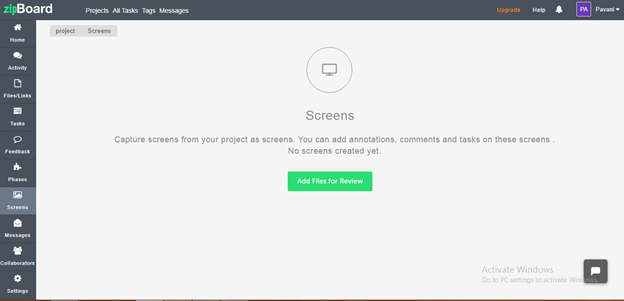 zipBoard
Projects All Tasks Tags Messages
Upgrade Help PA Pavani
Home
project Screens
Activity
Files/Links
Tasks
Feedback
Phases
Screens
Messages
Collaborators
Settings
Screens
Capture screens from your project as screens. You can add annotations, comments and tasks on these screens .
No screens created yet.
Add Files for Review
Activate Windows
Go to PC settings to activate Windows.